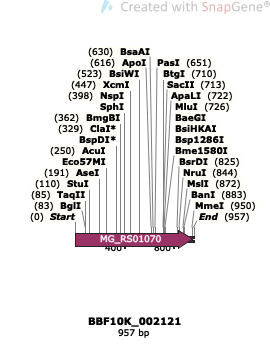 Created with SnapGene®
(630) BsaAI
(616) ApoI PasI (651)
(523) BsiWI BtgI (710)
(447) XcmI SacII (713)
(398) NspI ApaLI (722)
SphI MluI (726)
(362) BmgBI BaeGI
(329) ClaI* BsiHKAI
BspDI* Bsp1286I
(250) AcuI Bme1580I
Eco57MI BsrDI (825)
(191) AseI NruI (844)
(110) StuI MslI (872)
(85) TaqII BanI (883)
(83) BglI MmeI (950)
(0) Start End (957)
MG_RS01070
400 800
BBF10K_002121
957 bp